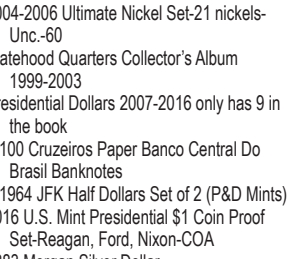 004-2006 Ultimate Nickel Set-21 nickels-
Unc.-60
atehood Quarters Collector's Album
1999-2003
residential Dollars 2007-2016 only has 9 in
the book
100 Cruzeiros Paper Banco Central Do
Brasil Banknotes
1964 JFK Half Dollars Set of 2 (P&D Mints)
016 U.S. Mint Presidential $1 Coin Proof
Set-Reagan, Ford, Nixon-COA
Morgan Silver Dollar